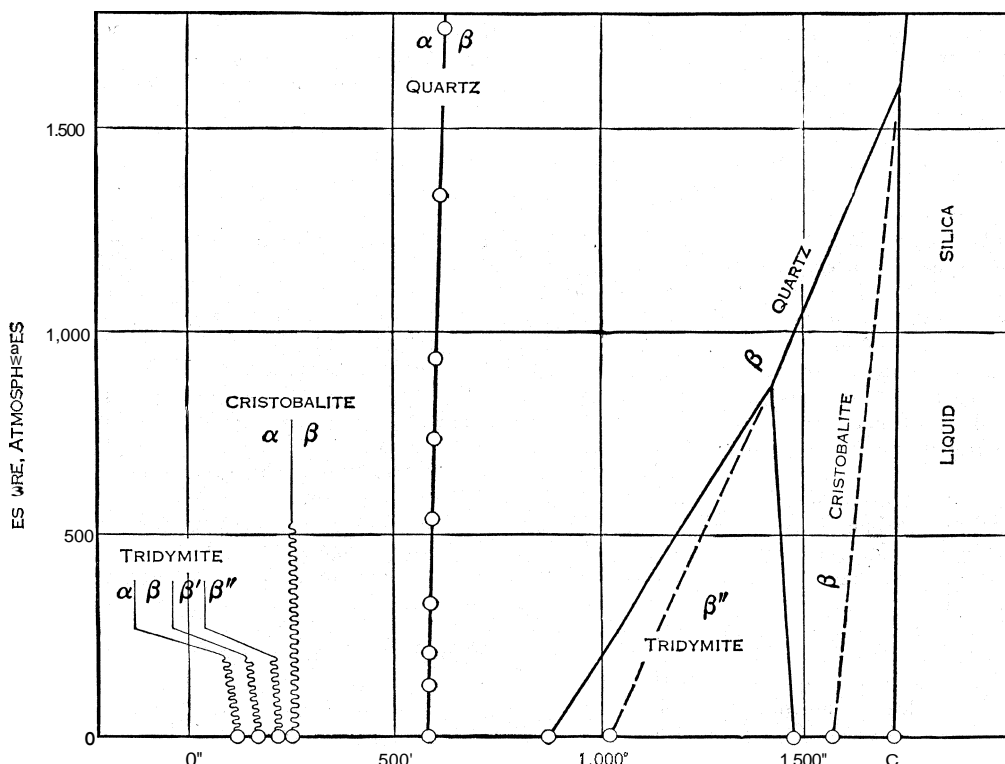 α β
QUARTZ
1.500
SILICA
QUARTZ
1,000
β
CRISTOBALITE
α β
ATMOSPH
LIQUID
CRISTOBALITE
500
TRIDYMITE
α β β' β"
β
β"
TRIDYMITE
0
0" 500' 1,000° 1,500" C